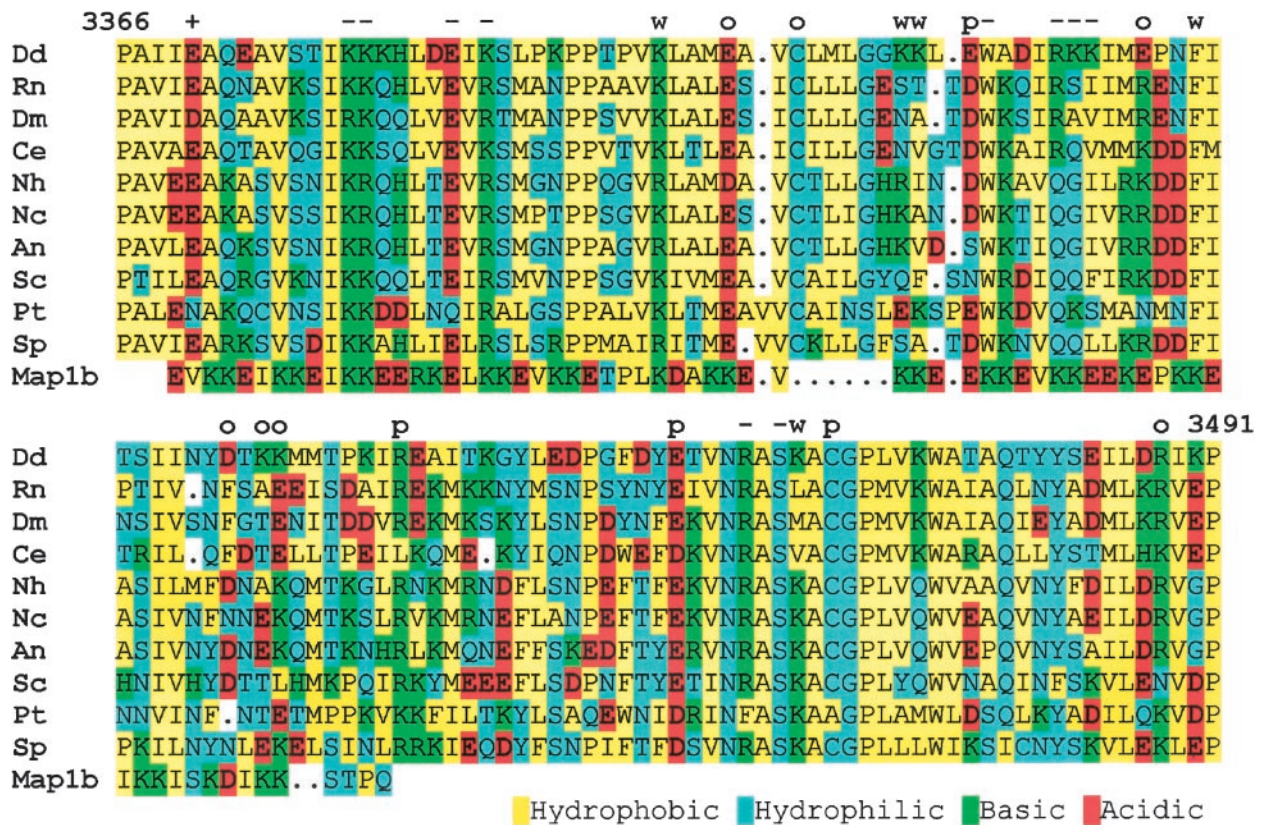 3366 + -- - - w o o ww p- --- o w
Dd PAIIEAQEAVSTIKKKHLDEIKSLPKPPTPVKLAMEA.VCLMLGGKKL.EWADIRKKIMEPNFI
Rn PAVIEAQNAVKSIKKQHLVEVRSMANPPAAVKLALES.ICLLLGEST.TDWKQIRSIIMRENFI
Dm PAVIDAQAAVKSIRKQQLVEVRTMANPPSVVKLALES.ICLLLGENA.TDWKSIRAVIMRENFI
Ce PAVAEAQTAVQGIKKSQLVEVKSMSSPPVTVKLTLEA.ICILLGENVGTDWKAIRQVMMKDDFM
Nh PAVEEAKASVSNIKRQHLTEVRSMGNPPQGVRLAMDA.VCTLLGHRIN.DWKAVQGILRKDDFI
Nc PAVEEAKASVSSIKRQHLTEVRSMPTPPSGVKLALES.VCTLIGHKAN.DWKTIQGIVRRDDFI
An PAVLEAQKSVSNIKRQHLTEVRSMGNPPAGVRLALEA.VCTLLGHKVD.SWKTIQGIVRRDDFI
Sc PTILEAQRGVKNIKKQQLTEIRSMVNPPSGVKIVMEA.VCAILGYQF.SNWRDIQQFIRKDDFI
Pt PALENAKQCVNSIKKDDLNQIRALGSPPALVKLTMEAVVCAINSLEKSPEWKDVQKSMANMNFI
Sp PAVIEARKSVSDIKKAHLIELRSLSRPPMAIRITME.VVCKLLGFSA.TDWKNVQQLLKRDDFI
Map1b EVKKEIKKEIKKEERKELKKEVKKETPLKDAKKE.V......KKE.EKKEVKKEEKEPKKE
o oo p p - -w p o 3491
Dd TSIINYDTKKMMTPKIREAITKGYLEDPGFDYETVNRASKACGPLVKWATAQTYYSEILDRIKP
Rn PTIV.NFSAEEISDAIREKMKKNYMSNPSYNYEIVNRASLACGPMVKWAIAQLNYADMLKRVEP
Dm NSIVSNFGTENITDDVREKMKSKYLSNPDYNFEKVNRASMACGPMVKWAIAQIEYADMLKRVEP
Ce TRIL.QFDTELLTPEILKQME.KYIQNPDWEFDKVNRASVACGPMVKWARAQLLYSTMLHKVEP
Nh ASILMFDNAKQMTKGLRNKMRNDFLSNPEFTFEKVNRASKACGPLVQWVAAQVNYFDILDRVGP
Nc ASIVNFNNEKQMTKSLRVKMRNEFLANPEFTFEKVNRASKACGPLVQWVEAQVNYAEILDRVGP
An ASIVNYDNEKQMTKNHRLKMQNEFFSKEDFTYERVNRASKACGPLVQWVEPQVNYSAILDRVGP
Sc HNIVHYDTTLHMKPQIRKYMEEEFLSDPNFTYETINRASKACGPLYQWVNAQINFSKVLENVDP
Pt NNVINF.NTETMPPKVKKFILTKYLSAQEWNIDRINFASKAAGPLAMWLDSQLKYADILQKVDP
Sp PKILNYNLEKELSINLRRKIEQDYFSNPIFTFDSVNRASKACGPLLLWIKSICNYSKVLEKLEP
Map1b IKKISKDIKK..STPQ
Hydrophobic Hydrophilic Basic Acidic